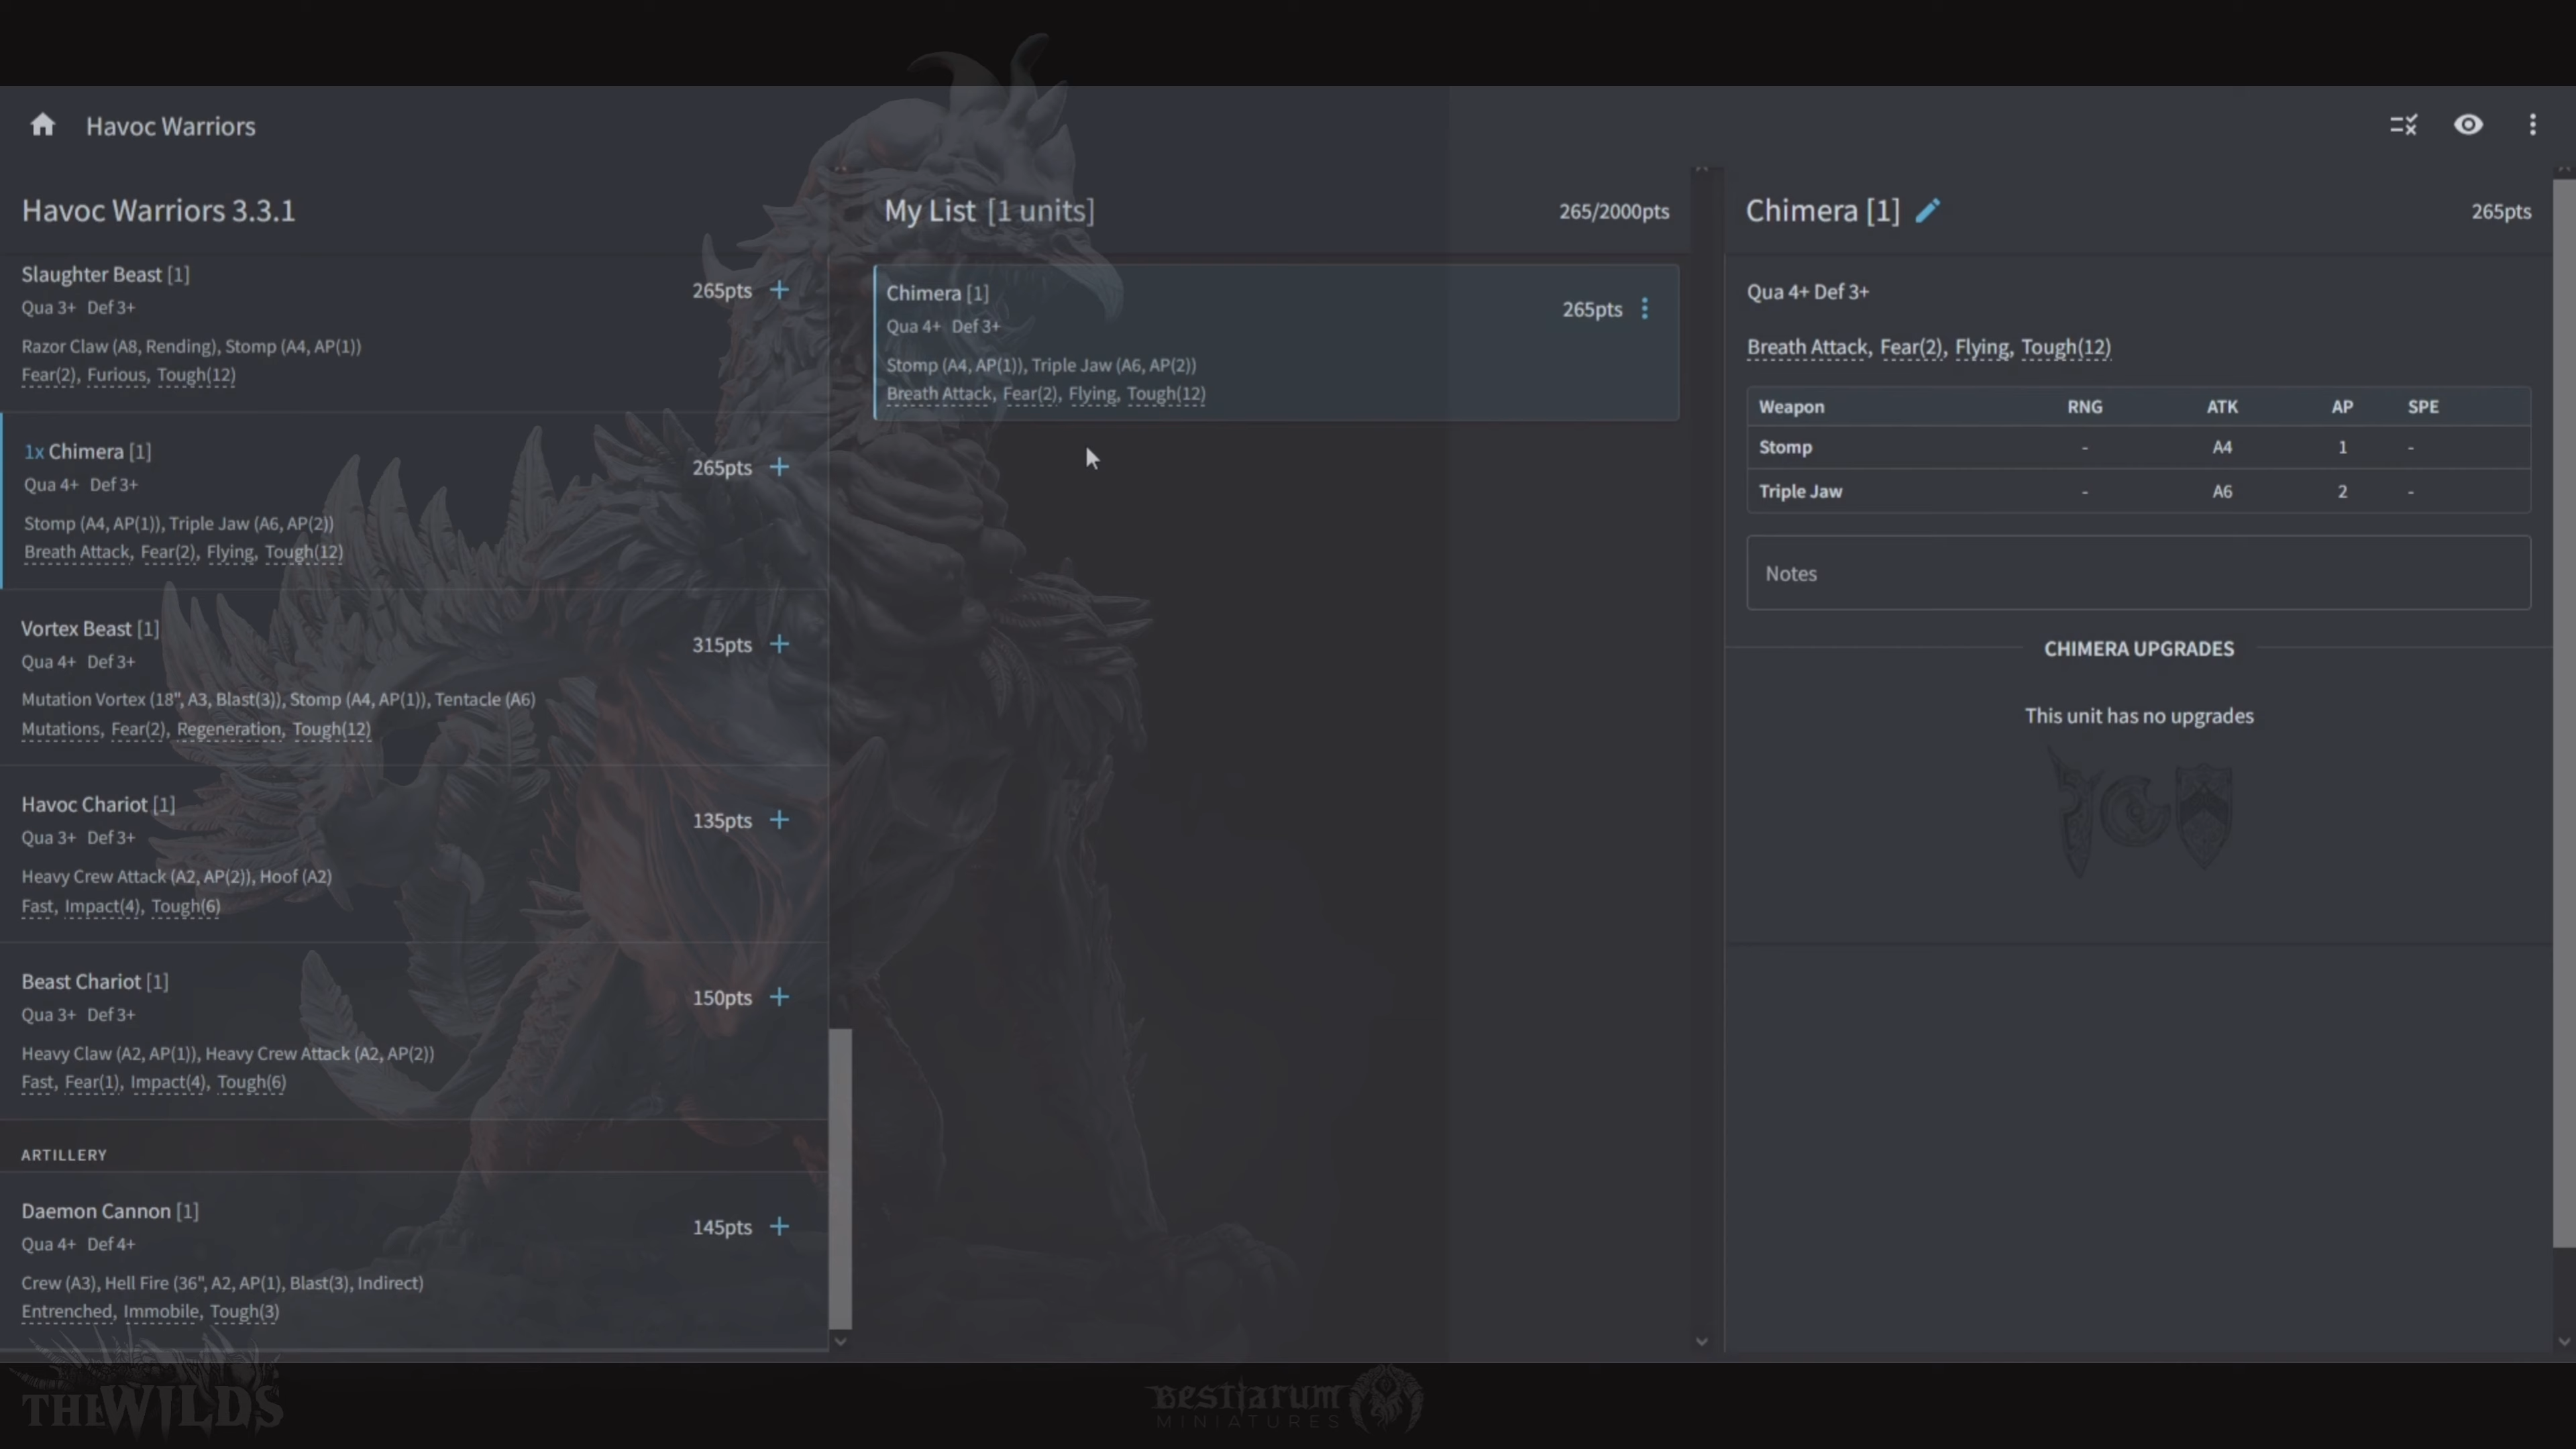 Havoc Warriors
Havoc Warriors 3.3.1
Slaughter Beast [1]
Qua 3+ Def 3+
265pts +
Razor Claw (A8, Rending), Stomp (A4, AP(1))
Fear(2), Furious, Tough(12)
1x Chimera [1]
Qua 4+ Def 3+
265pts +
Stomp (A4, AP(1)), Triple Jaw (A6, AP(2))
Breath Attack, Fear(2), Flying, Tough(12)
Vortex Beast [1]
Qua 4+ Def 3+
315pts +
Mutation Vortex (18", A3, Blast(3)), Stomp (A4, AP(1)), Tentacle (A6)
Mutations, Fear(2), Regeneration, Tough(12)
Havoc Chariot [1]
Qua 3+ Def 3+
135pts +
Heavy Crew Attack (A2, AP(2)), Hoof (A2)
Fast, Impact(4), Tough(6)
Beast Chariot [1]
Qua 3+ Def 3+
150pts +
Heavy Claw (A2, AP(1)), Heavy Crew Attack (A2, AP(2))
Fast, Fear(1), Impact(4), Tough(6)
ARTILLERY
Daemon Cannon [1]
Qua 4+ Def 4+
145pts +
Crew (A3), Hell Fire (36", A2, AP(1), Blast(3), Indirect)
Entrenched, Immobile, Tough(3)
My List [1 units]
265/2000pts
Chimera [1]
Qua 4+ Def 3+
265pts
Stomp (A4, AP(1)), Triple Jaw (A6, AP(2))
Breath Attack, Fear(2), Flying, Tough(12)
Chimera [1]
265pts
Qua 4+ Def 3+
Breath Attack, Fear(2), Flying, Tough(12)
Weapon RNG ATK AP SPE
Stomp - A4 1 -
Triple Jaw - A6 2 -
Notes
CHIMERA UPGRADES
This unit has no upgrades
THE WILDS
Bestiarum
MINIATURES